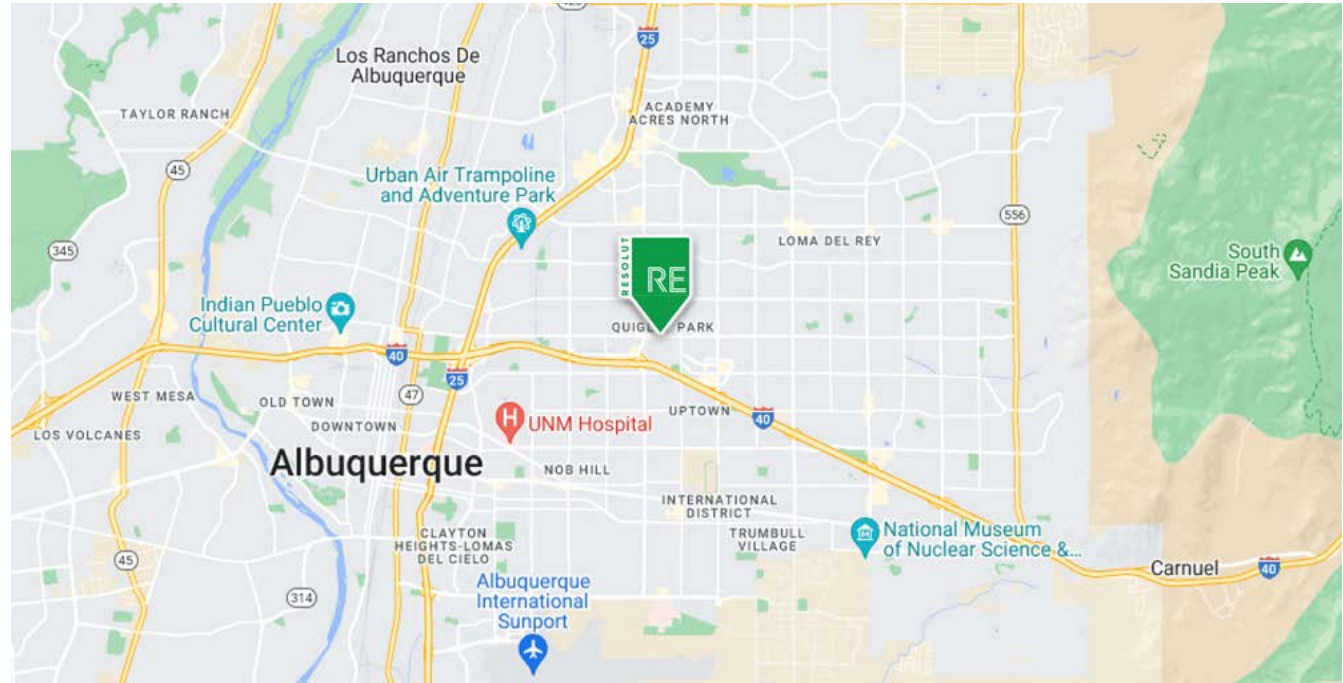 423
25
Los Ranchos De
Albuquerque
TAYLOR RANCH
ACADEMY
ACRES NORTH
45
Urban Air Trampoline
and Adventure Park
556
345
LOMA DEL REY
South
Sandia Peak
RESOLUT
RE
Indian Pueblo
Cultural Center
PARK
40
25
47
WEST MESA
OLD TOWN
DOWNTOWN
UPTOWN
40
UNM Hospital
LOS VOLCANES
Albuquerque
NOB HILL
INTERNATIONAL
DISTRICT
TRUMBULL
VILLAGE
National Museum
of Nuclear Science &...
CLAYTON
HEIGHTS-LOMAS
DEL CIELO
45
Carnuel
40
314
Albuquerque
International
Sunport